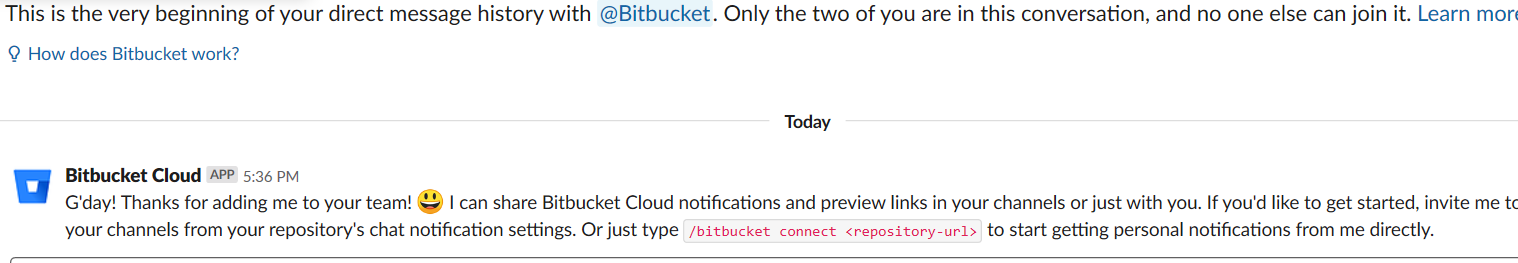 This is the very beginning of your direct message history with @Bitbucket. Only the two of you are in this conversation, and no one else can join it. Learn more
How does Bitbucket work?
Today
Bitbucket Cloud APP 5:36 PM
G'day! Thanks for adding me to your team! 😃 I can share Bitbucket Cloud notifications and preview links in your channels or just with you. If you'd like to get started, invite me to
your channels from your repository's chat notification settings. Or just type /bitbucket connect <repository-url> to start getting personal notifications from me directly.